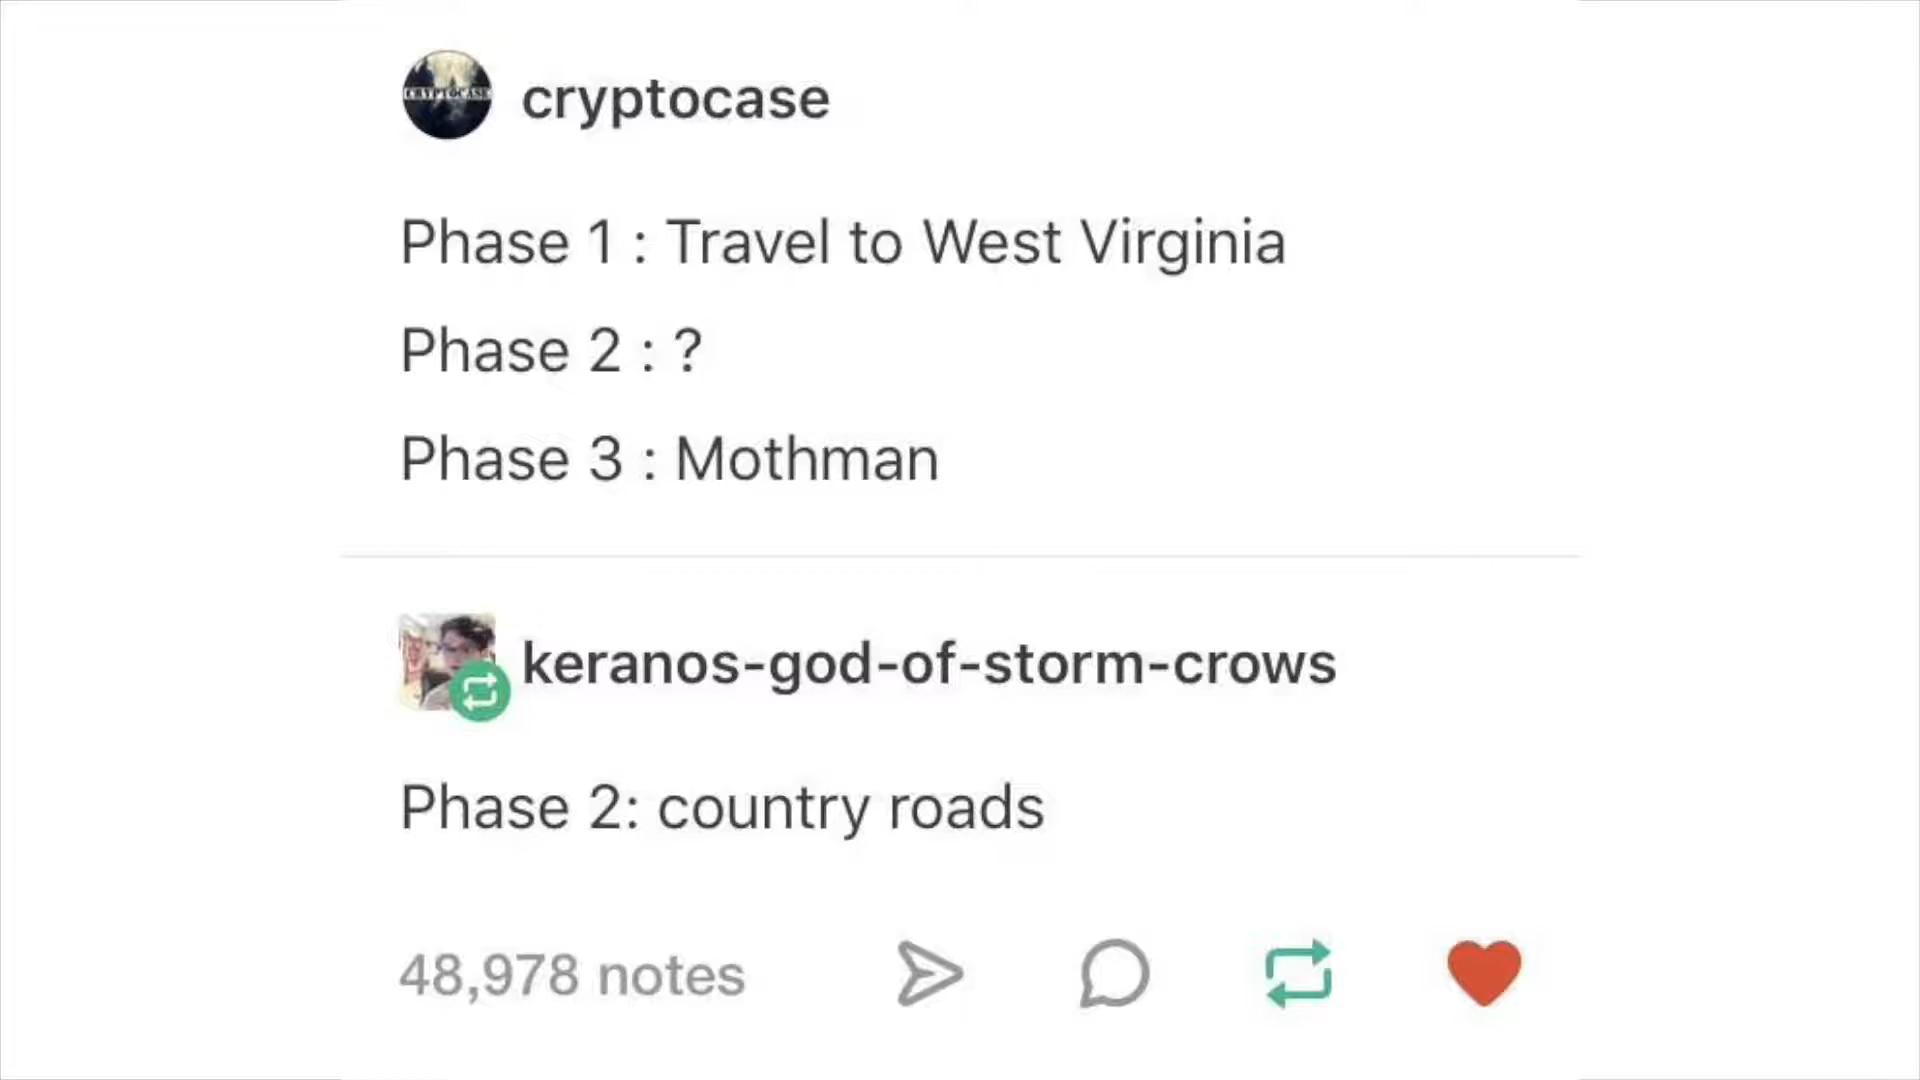 CRYPTOCASE
cryptocase
Phase 1 : Travel to West Virginia
Phase 2 : ?
Phase 3 : Mothman
keranos-god-of-storm-crows
Phase 2: country roads
48,978 notes